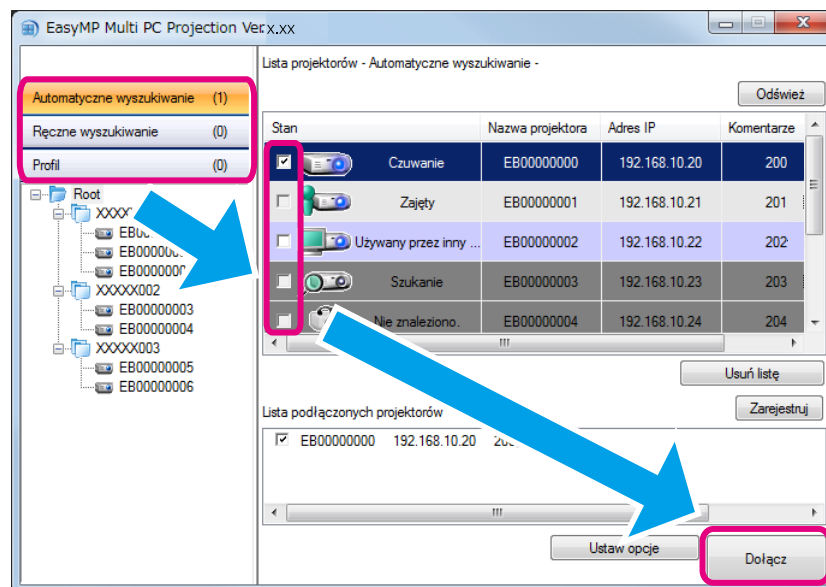 EasyMP Multi PC Projection Ver.x.xx
Lista projektorów - Automatyczne wyszukiwanie -
Automatyczne wyszukiwanie (1)
Ręczne wyszukiwanie (0)
Profil (0)
Odśwież
Stan Nazwa projektora Adres IP Komentarze
Czuwanie EB00000000 192.168.10.20 200
Zajęty EB00000001 192.168.10.21 201
Używany przez inny ... EB00000002 192.168.10.22 202
Szukanie EB00000003 192.168.10.23 203
Nie znaleziono. EB00000004 192.168.10.24 204
Root
XXXXX002
EB00000003
EB00000004
XXXXX003
EB00000005
EB00000006
Usuń listę
Lista podłączonych projektorów
Zarejestruj
EB00000000 192.168.10.20
Ustaw opcje
Dołącz